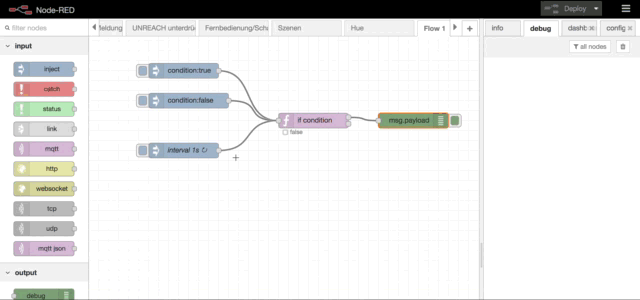 Node-RED
Deploy
filter nodes
UNREACH unterdrü
Fernbedienung/Schu
Szenen
Hue
Flow 1
info
debug
dashb
config
input
all nodes
inject
catch
status
link
mqtt
http
websocket
tcp
udp
mqtt json
output
debug
condition:true
condition:false
interval 1s ↻
if condition
false
msg.payload